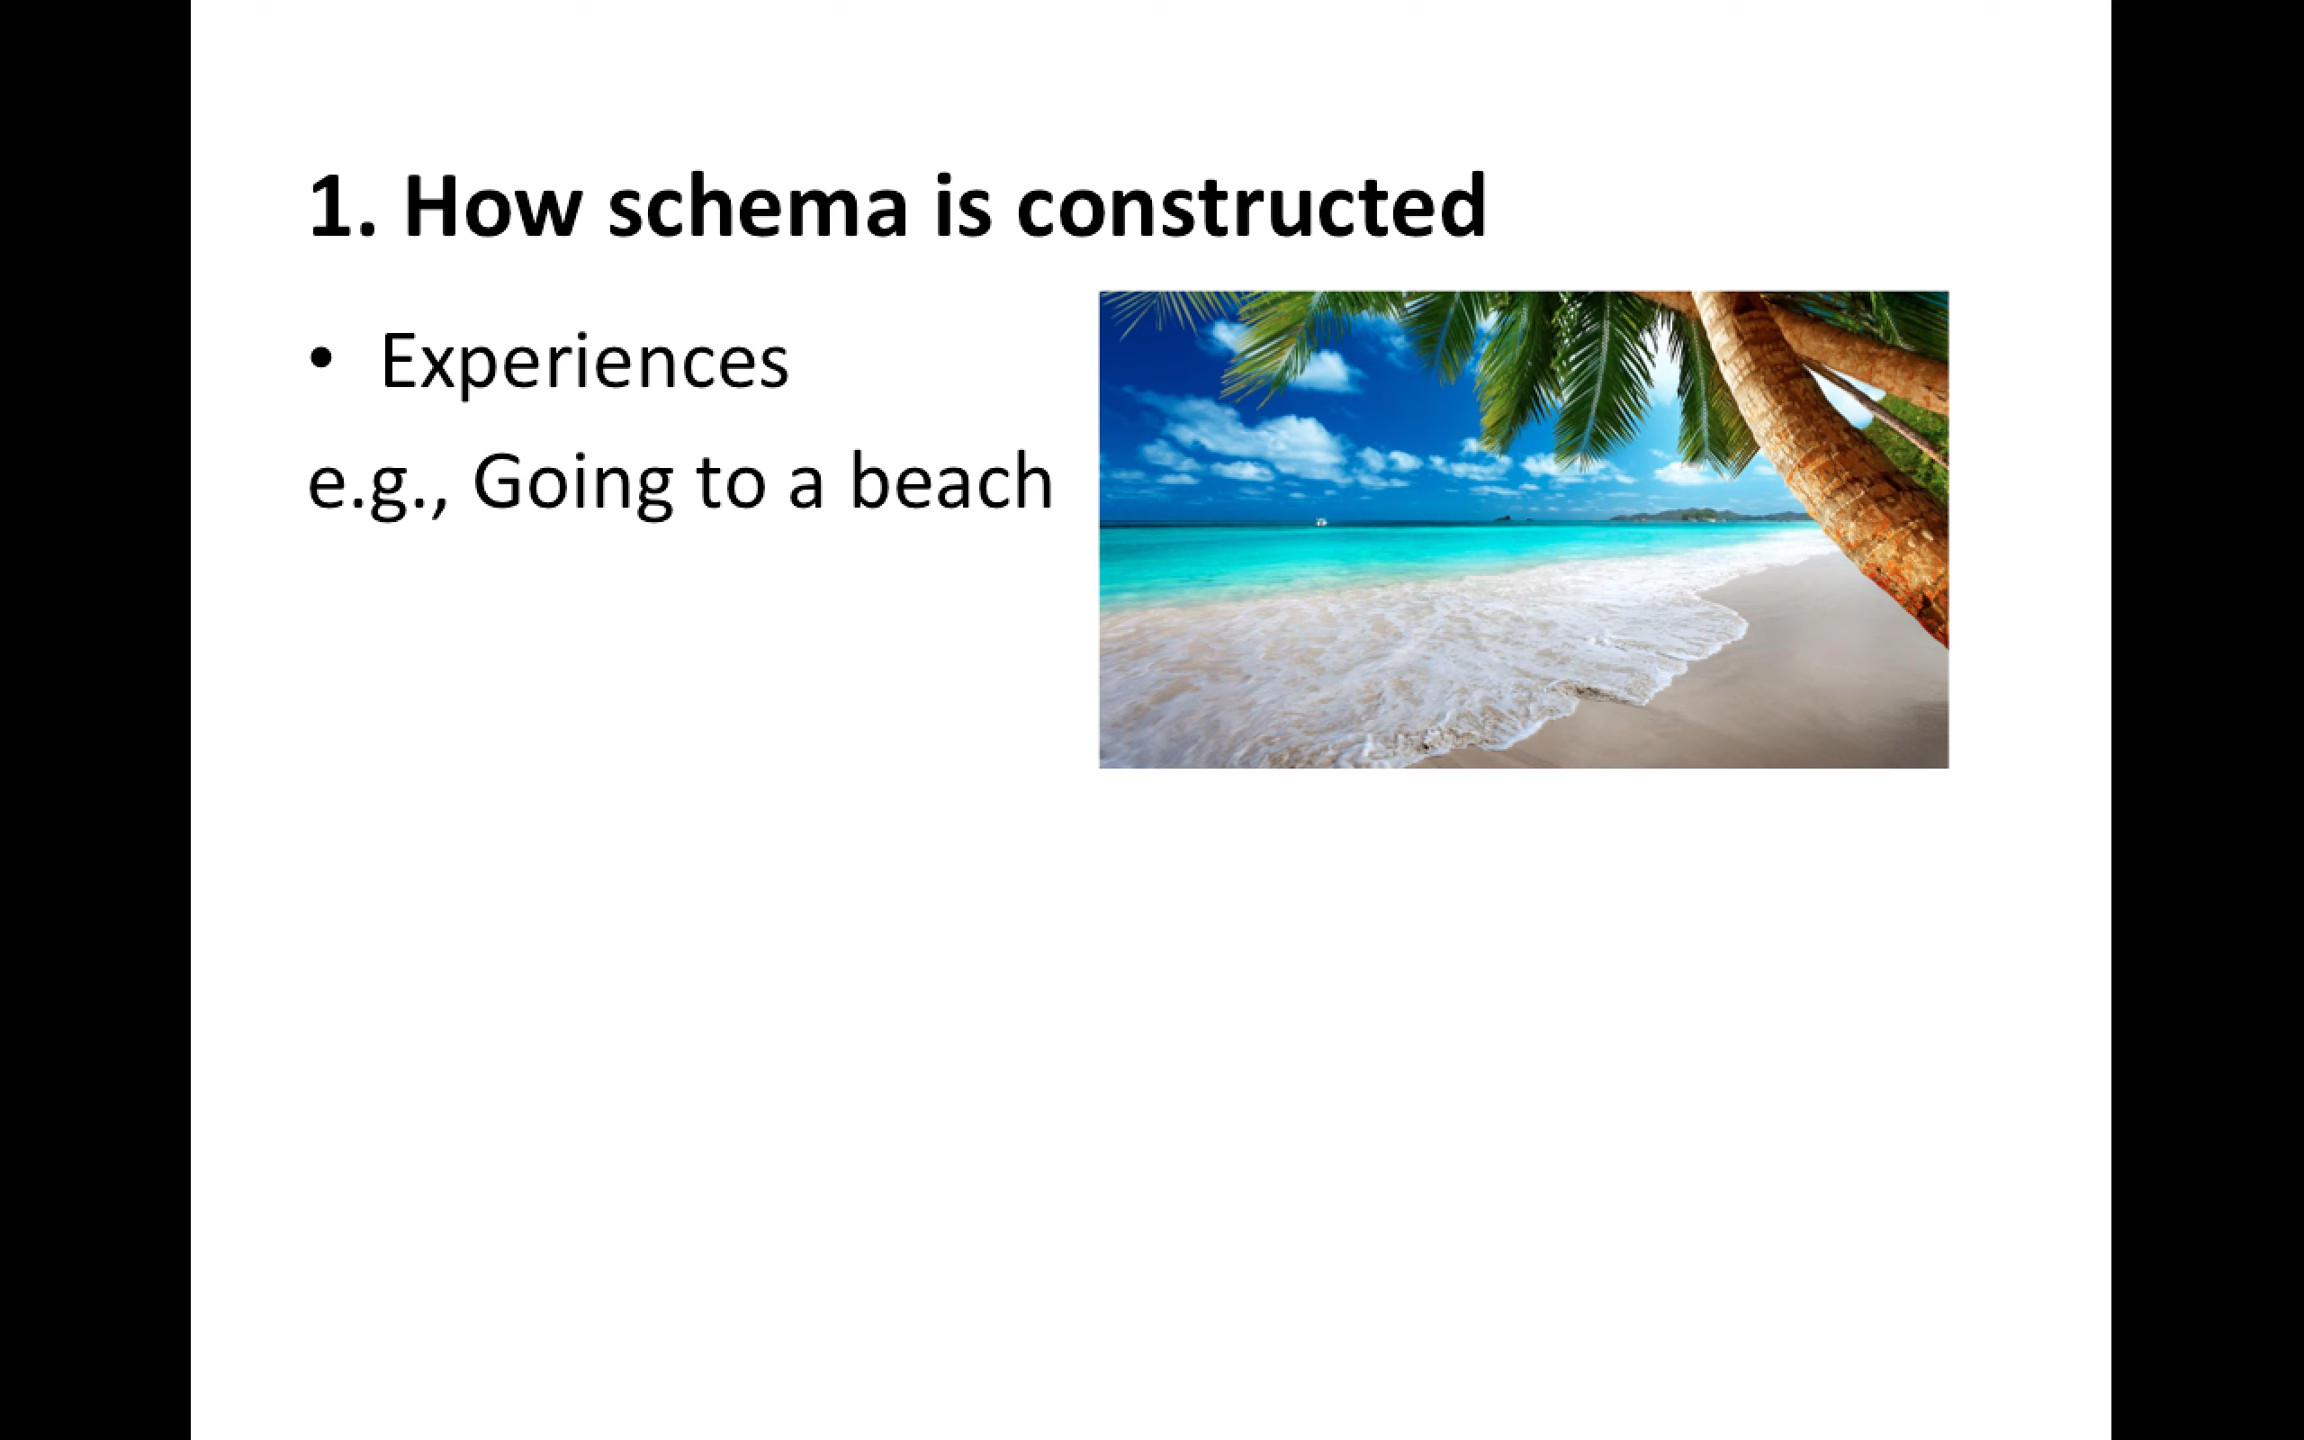 1. How schema is constructed
• Experiences
e.g., Going to a beach